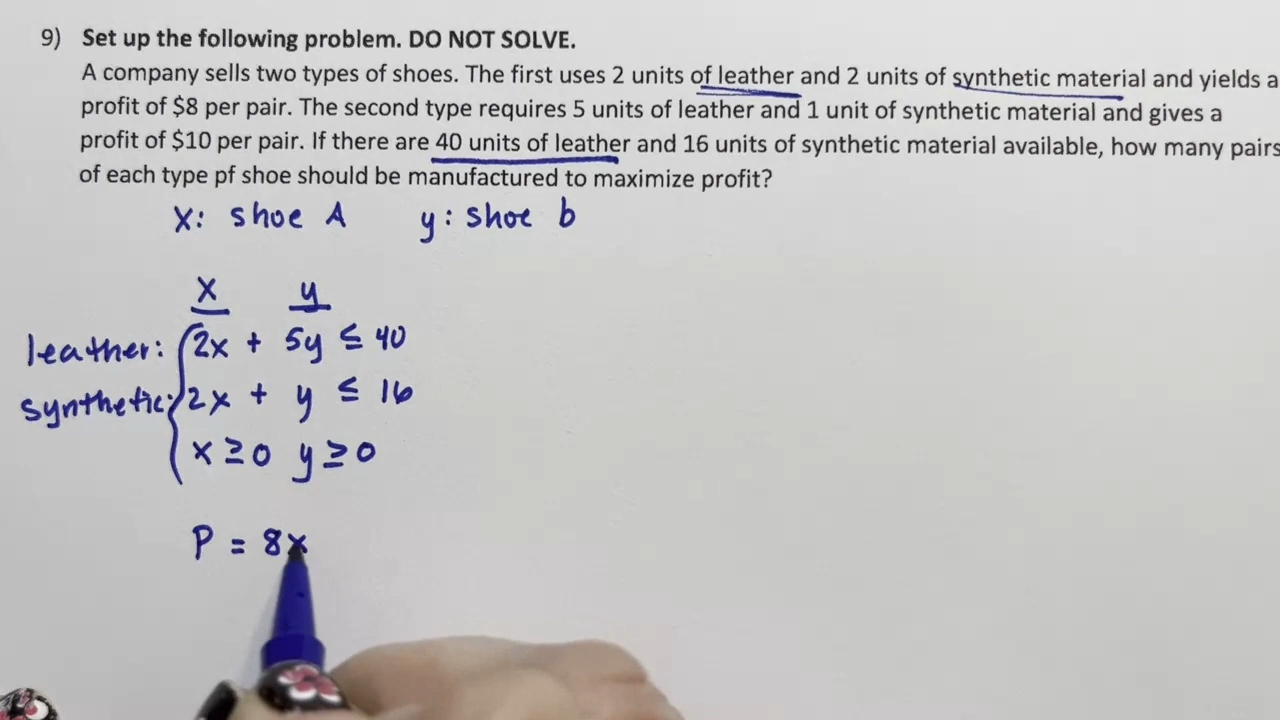 9) Set up the following problem. DO NOT SOLVE.
A company sells two types of shoes. The first uses 2 units of leather and 2 units of synthetic material and yields a
profit of $8 per pair. The second type requires 5 units of leather and 1 unit of synthetic material and gives a
profit of $10 per pair. If there are 40 units of leather and 16 units of synthetic material available, how many pairs
of each type pf shoe should be manufactured to maximize profit?
x: shoe A y: shoe b
x y
leather: 2x + 5y ≤ 40
synthetic: 2x + y ≤ 16
x ≥ 0 y ≥ 0
P = 8x